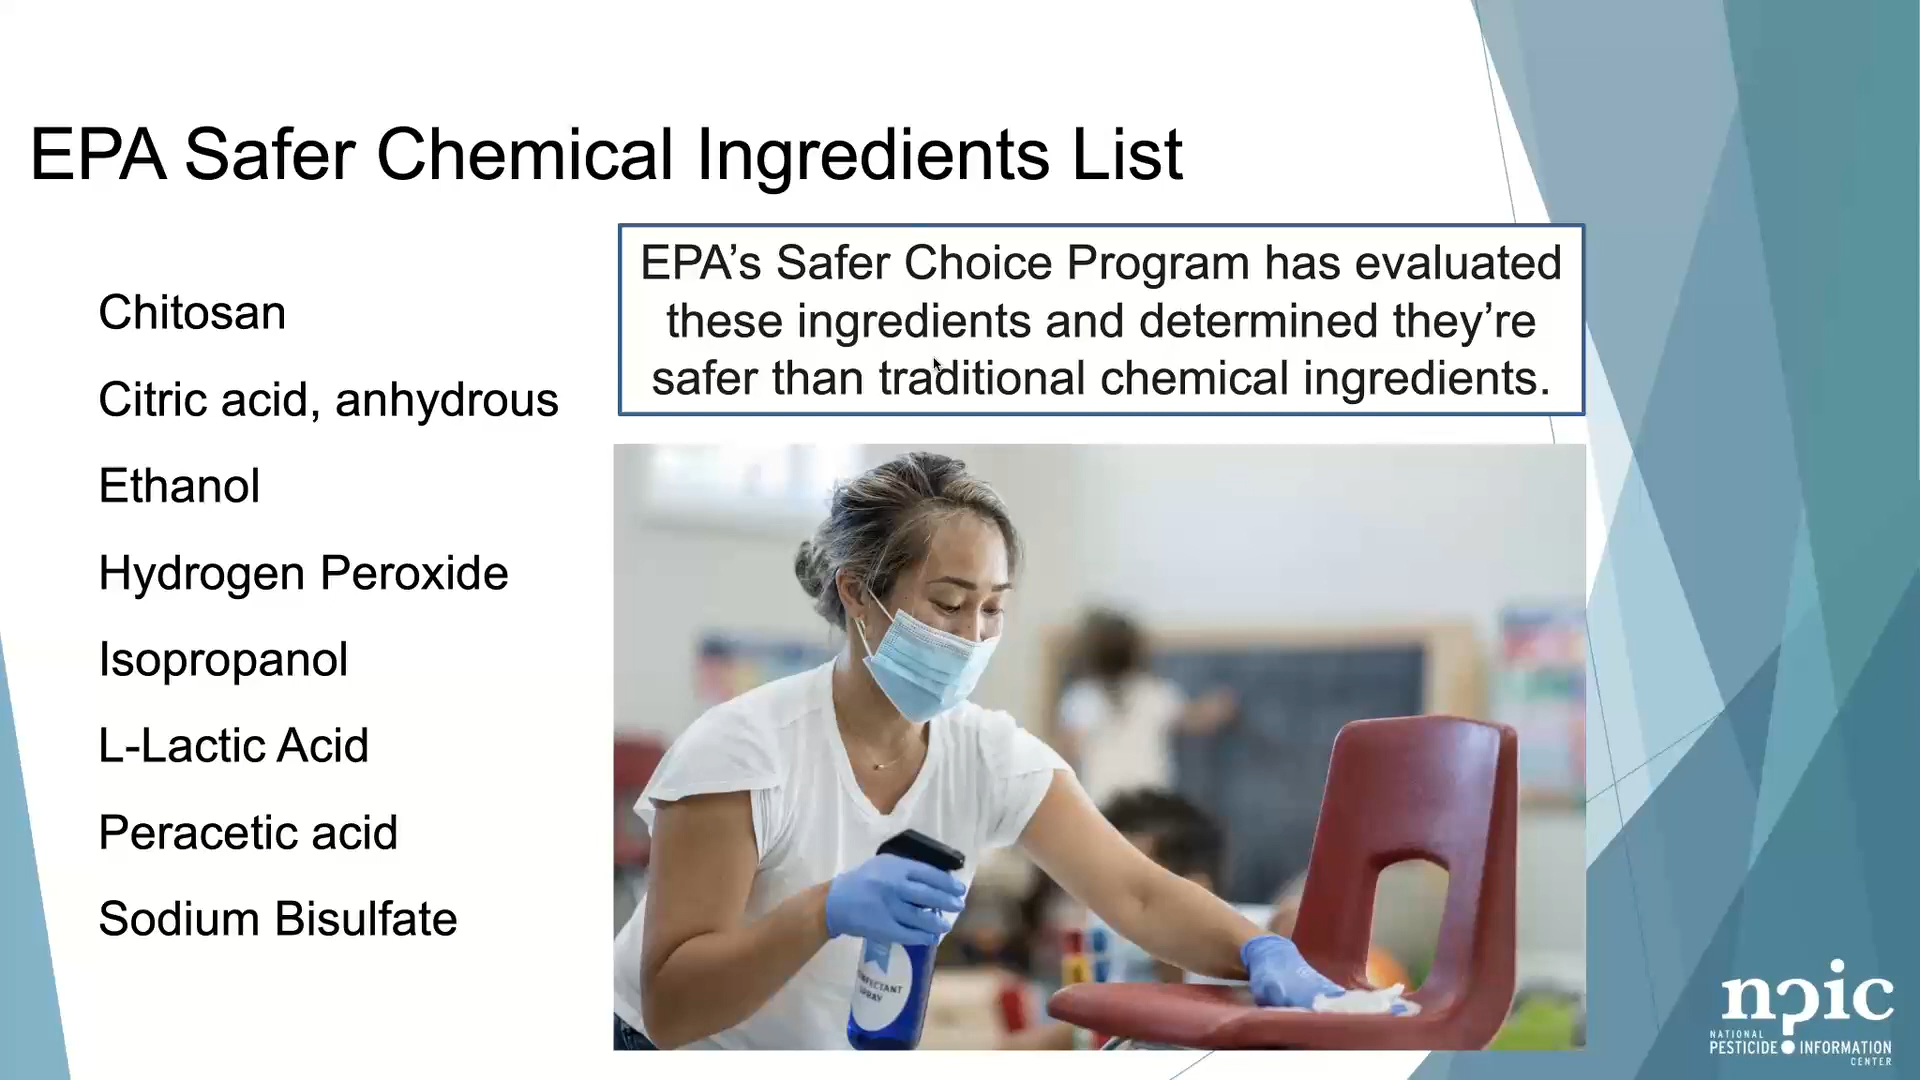 EPA Safer Chemical Ingredients List
EPA’s Safer Choice Program has evaluated
these ingredients and determined they’re
safer than traditional chemical ingredients.
Chitosan
Citric acid, anhydrous
Ethanol
Hydrogen Peroxide
Isopropanol
L-Lactic Acid
Peracetic acid
Sodium Bisulfate
SPRAY
npic
NATIONAL
PESTICIDE INFORMATION
CENTER